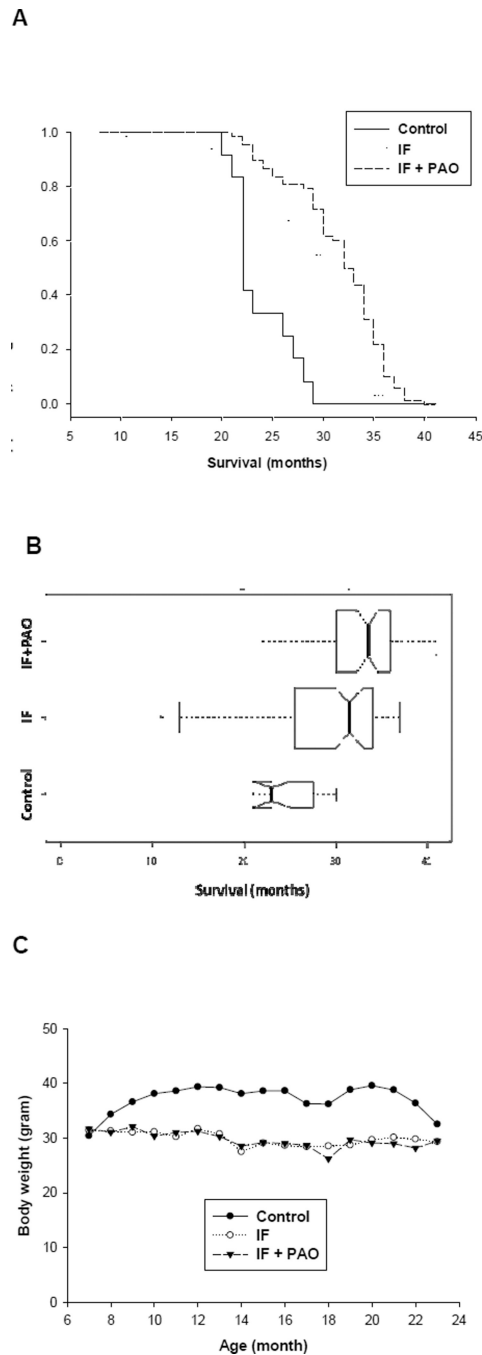 A
Control
IF
IF + PAO
1.0
0.8
0.6
0.4
0.2
0.0
5 10 15 20 25 30 35 40 45
Survival (months)
B
IF+PAO
IF
Control
0 10 20 30 40
Survival (months)
C
50
40
30
20
10
0
Body weight (gram)
Control
IF
IF + PAO
6 8 10 12 14 16 18 20 22 24
Age (month)